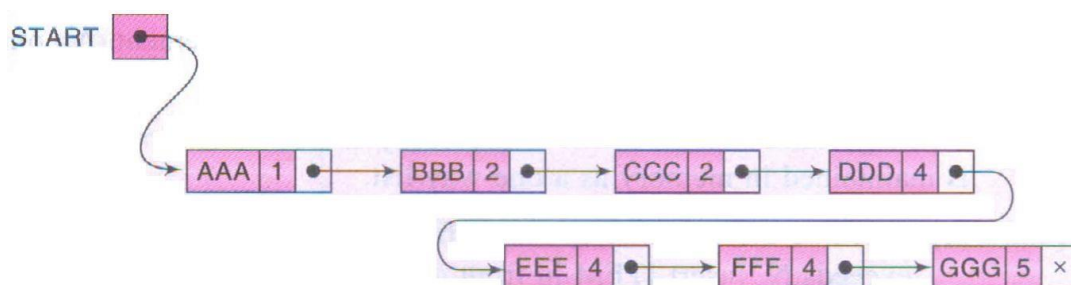 START
AAA 1 BBB 2 CCC 2 DDD 4
EEE 4 FFF 4 GGG 5 ×